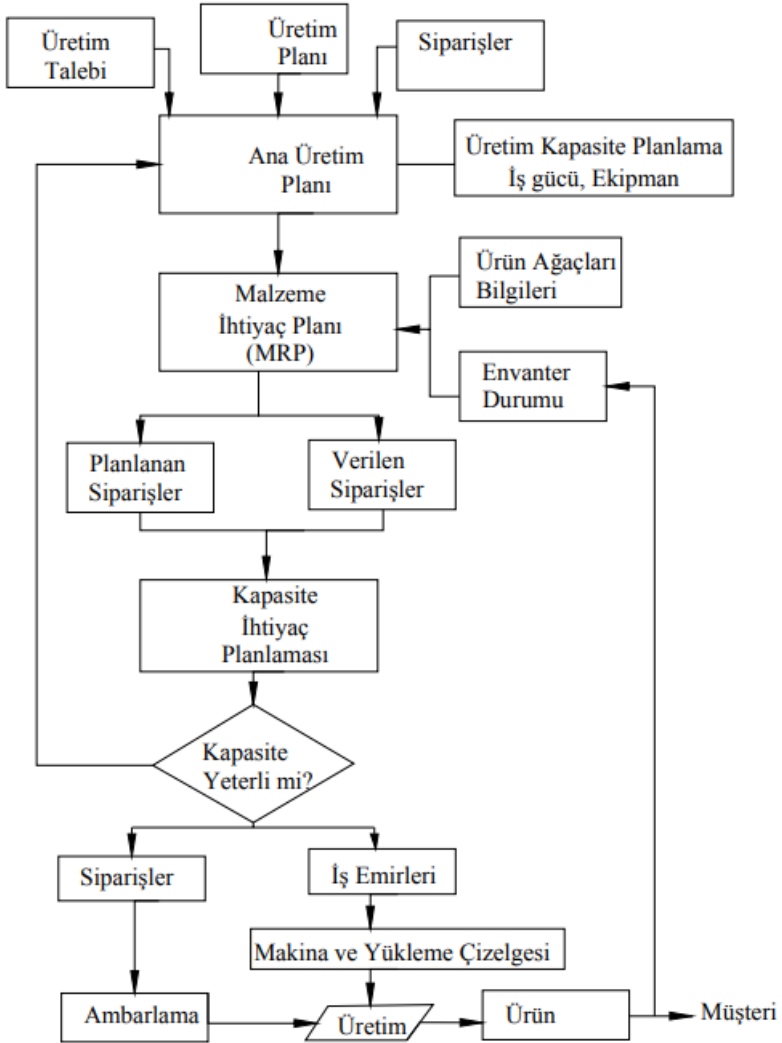 Üretim
Talebi
Üretim
Planı
Siparişler
Ana Üretim
Planı
Üretim Kapasite Planlama
İş gücü, Ekipman
Malzeme
İhtiyaç Planı
(MRP)
Ürün Ağaçları
Bilgileri
Envanter
Durumu
Planlanan
Siparişler
Verilen
Siparişler
Kapasite
İhtiyaç
Planlaması
Kapasite
Yeterli mi?
Siparişler
İş Emirleri
Makina ve Yükleme Çizelgesi
Ambarlama
Üretim
Ürün
Müşteri